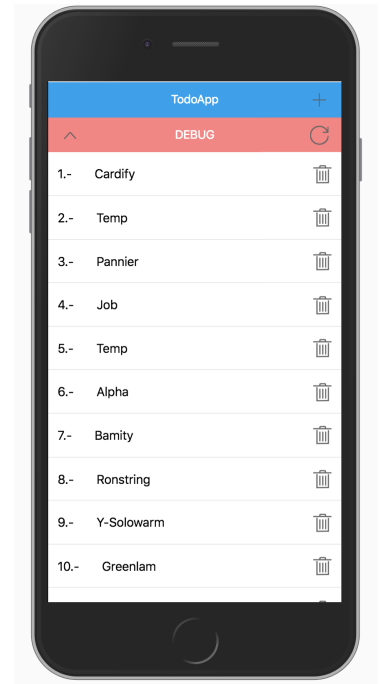 TodoApp +
DEBUG
1.- Cardify
2.- Temp
3.- Pannier
4.- Job
5.- Temp
6.- Alpha
7.- Bamity
8.- Ronstring
9.- Y-Solowarm
10.- Greenlam